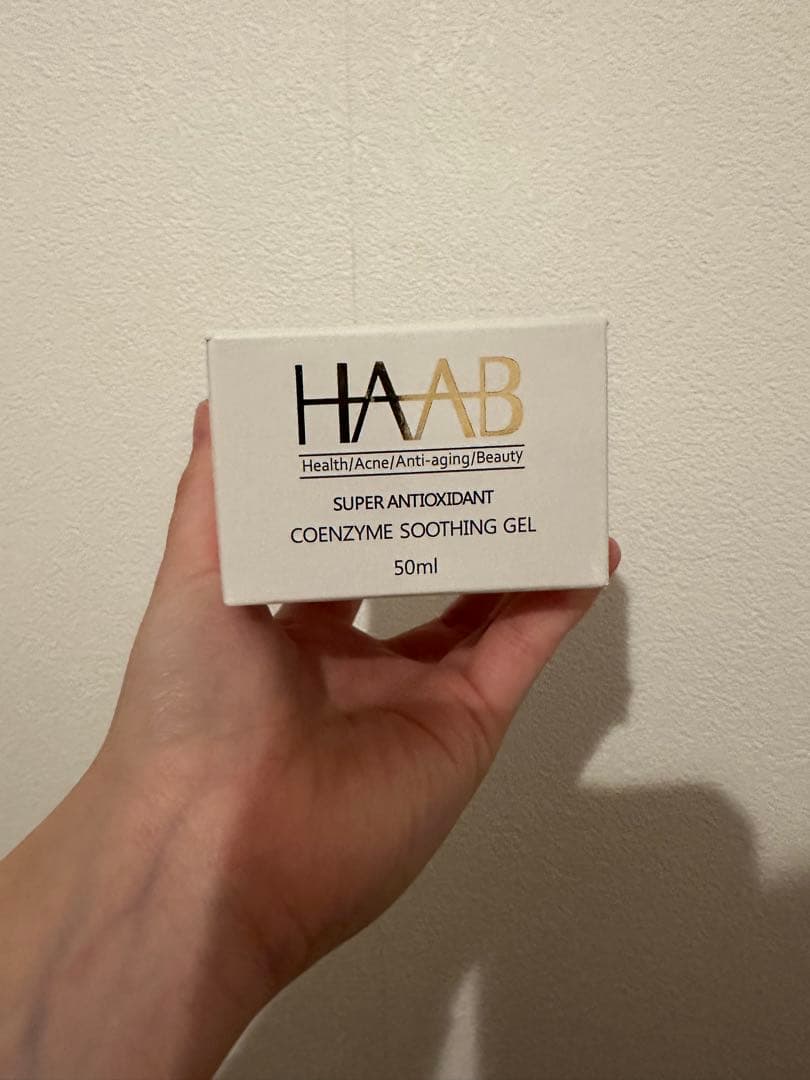 HAAB
Health/Acne/Anti-aging/Beauty
SUPER ANTIOXIDANT
COENZYME SOOTHING GEL
50ml